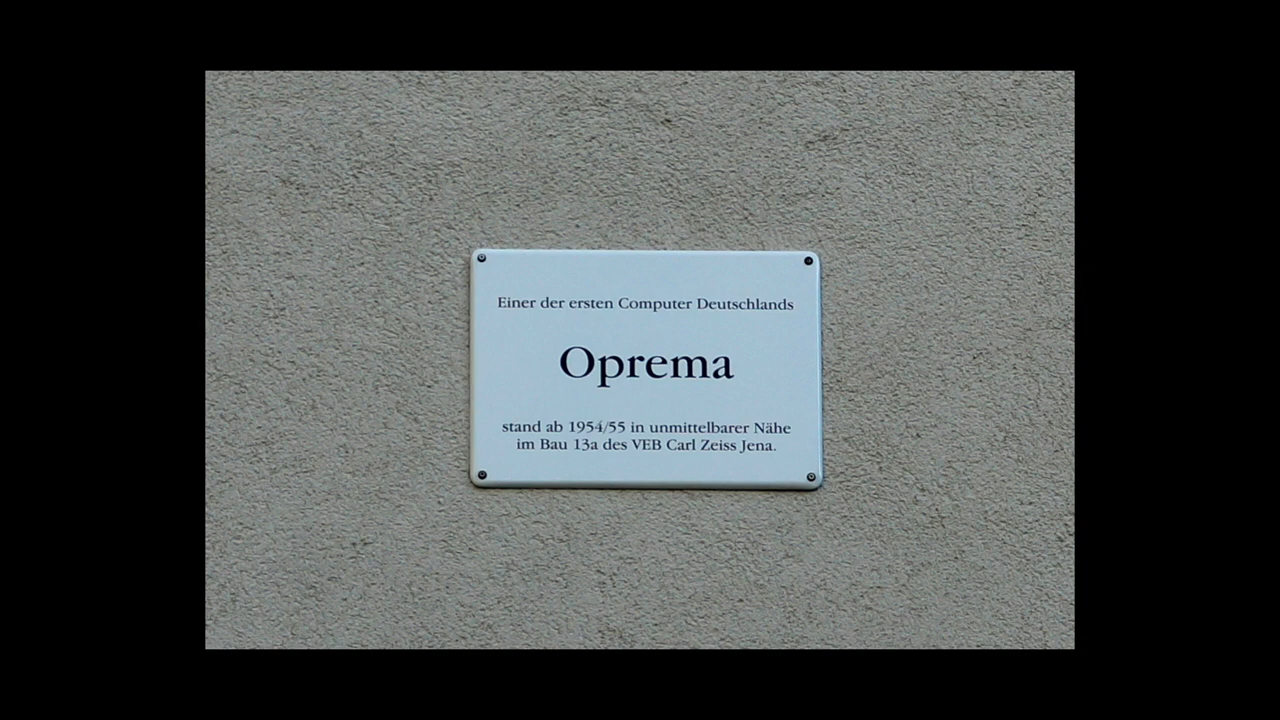 Einer der ersten Computer Deutschlands
Oprema
stand ab 1954/55 in unmittelbarer Nähe
im Bau 13a des VEB Carl Zeiss Jena.